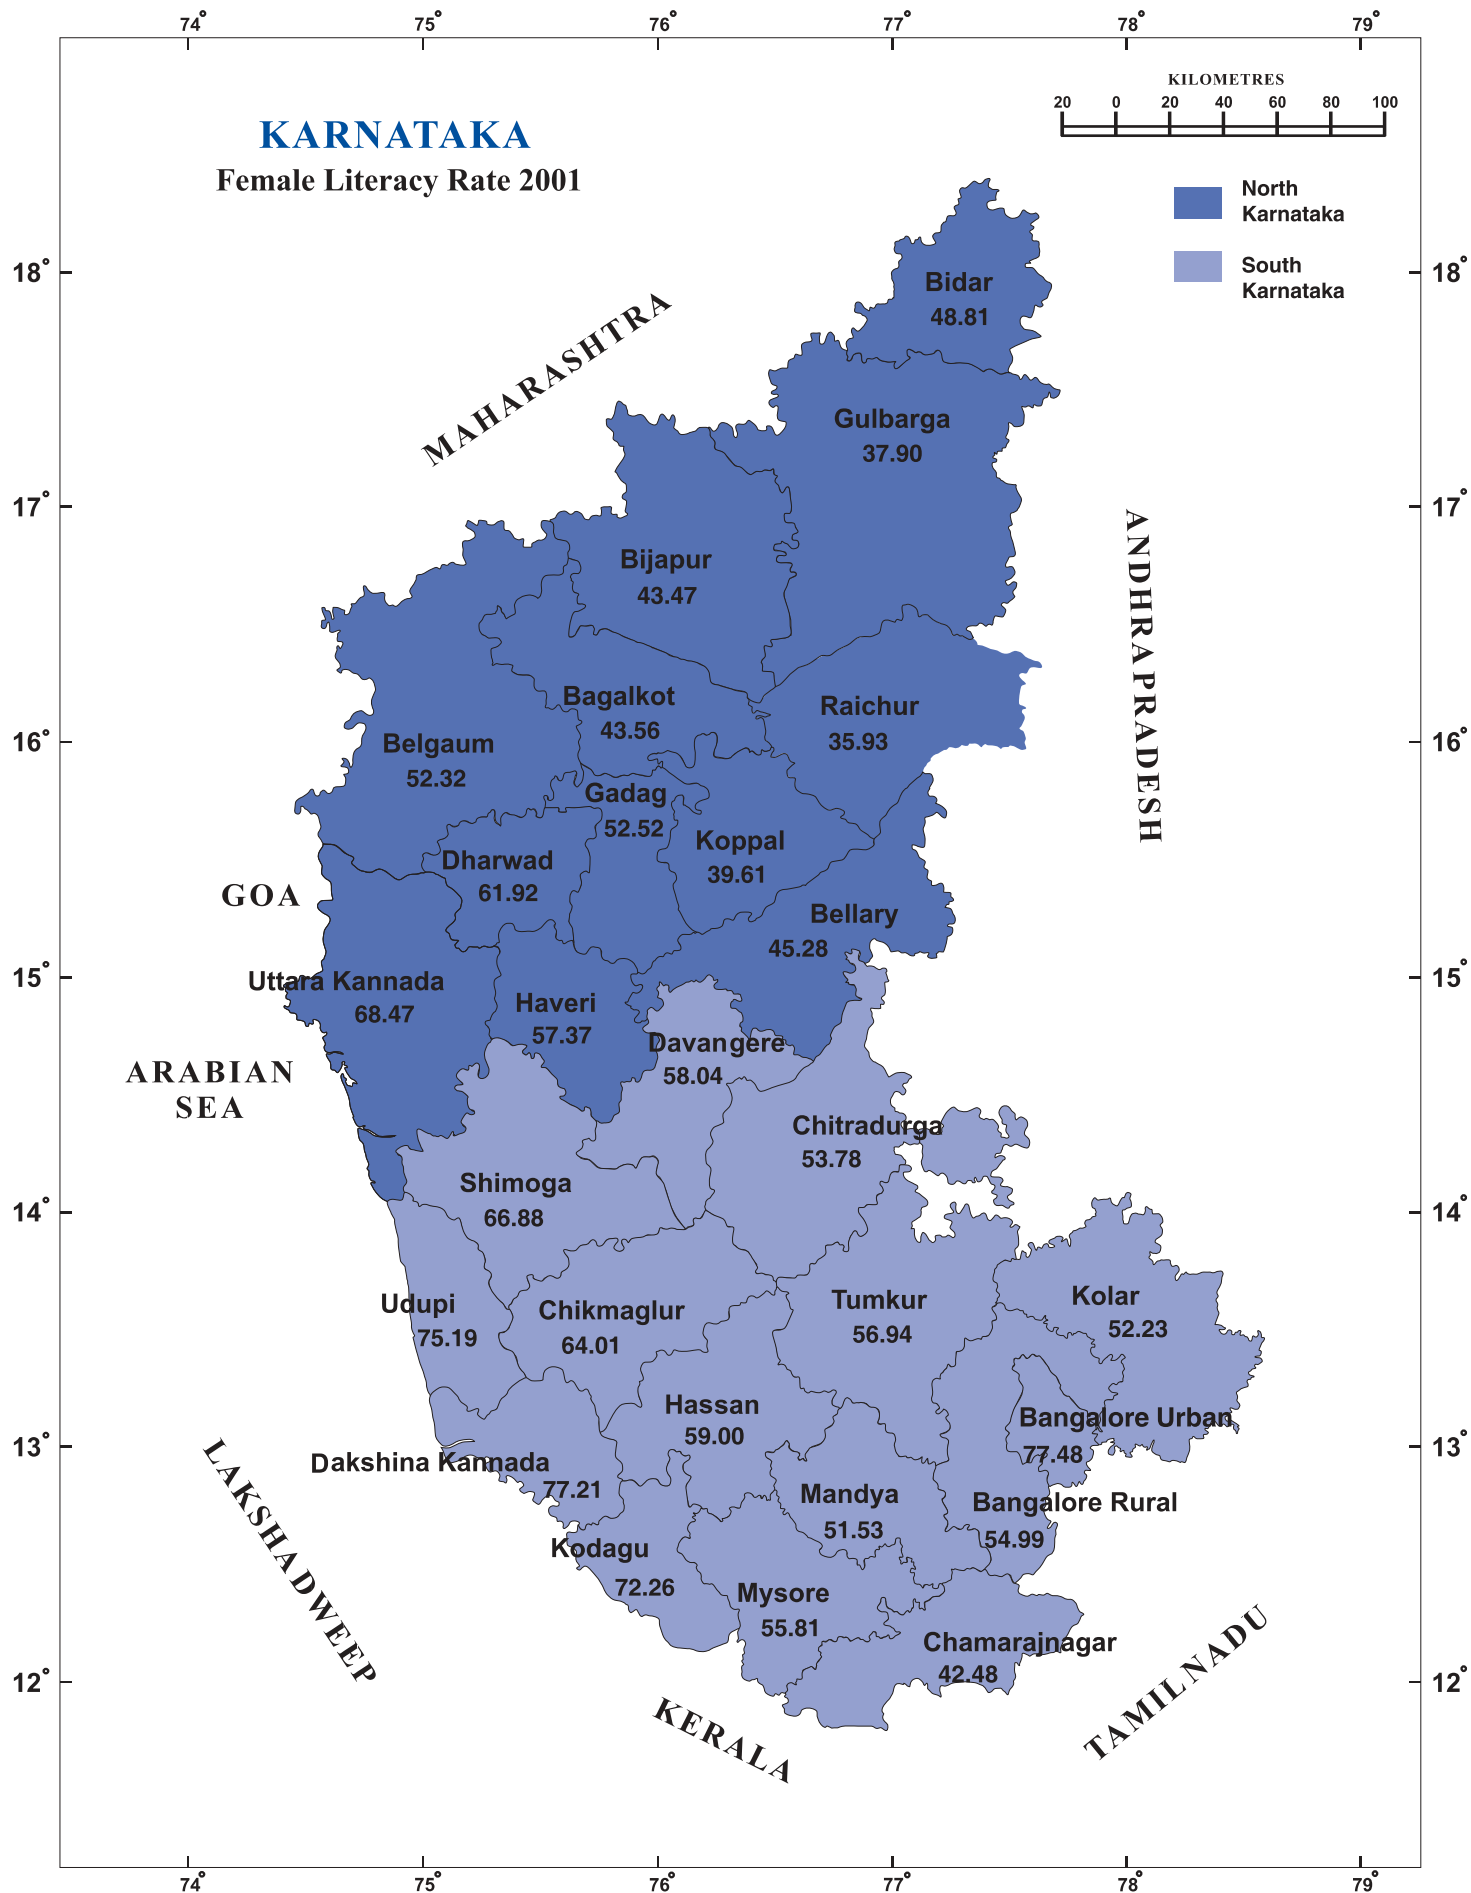 74° 75° 76° 77° 78° 79°
KILOMETRES
20 0 20 40 60 80 100
KARNATAKA
Female Literacy Rate 2001
North
Karnataka
South
Karnataka
18° 18°
Bidar
48.81
MAHARASHTRA
Gulbarga
37.90
17° 17°
ANDHRA PRADESH
Bijapur
43.47
Bagalkot
43.56
Raichur
35.93
16° 16°
Belgaum
52.32
Gadag
52.52
Koppal
39.61
Dharwad
61.92
GOA
Bellary
45.28
15° 15°
Uttara Kannada
68.47
Haveri
57.37
Davangere
58.04
ARABIAN
SEA
Chitradurga
53.78
Shimoga
66.88
14° 14°
Udupi
75.19
Chikmaglur
64.01
Tumkur
56.94
Kolar
52.23
Hassan
59.00
Bangalore Urban
77.48
13° 13°
Dakshina Kannada
77.21
LAKSHADWEEP
Mandya
51.53
Bangalore Rural
54.99
Kodagu
72.26
Mysore
55.81
Chamarajnagar
42.48
12° 12°
KERALA
TAMIL NADU
74° 75° 76° 77° 78° 79°